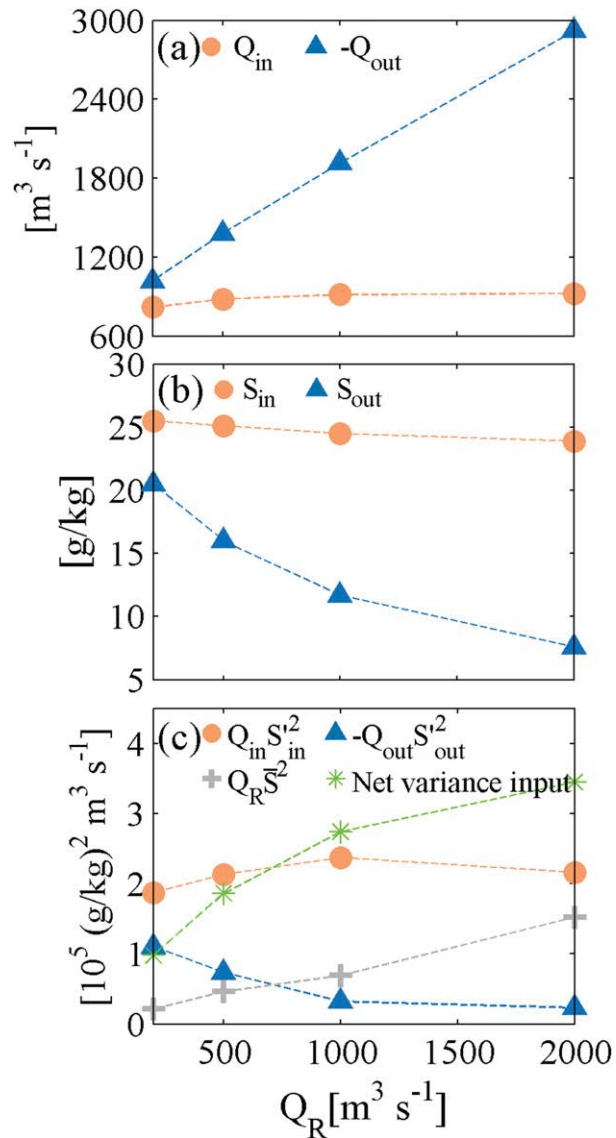 (a) Q_in -Q_out
3000
2400
1800
1200
600
[m^3 s^-1]
(b) S_in S_out
30
25
20
15
10
5
[g/kg]
(c) Q_in S'^2_in -Q_out S'^2_out
Q_R S̄^2 Net variance input
4
3
2
1
0
[10^5 (g/kg)^2 m^3 s^-1]
500 1000 1500 2000
Q_R[m^3 s^-1]